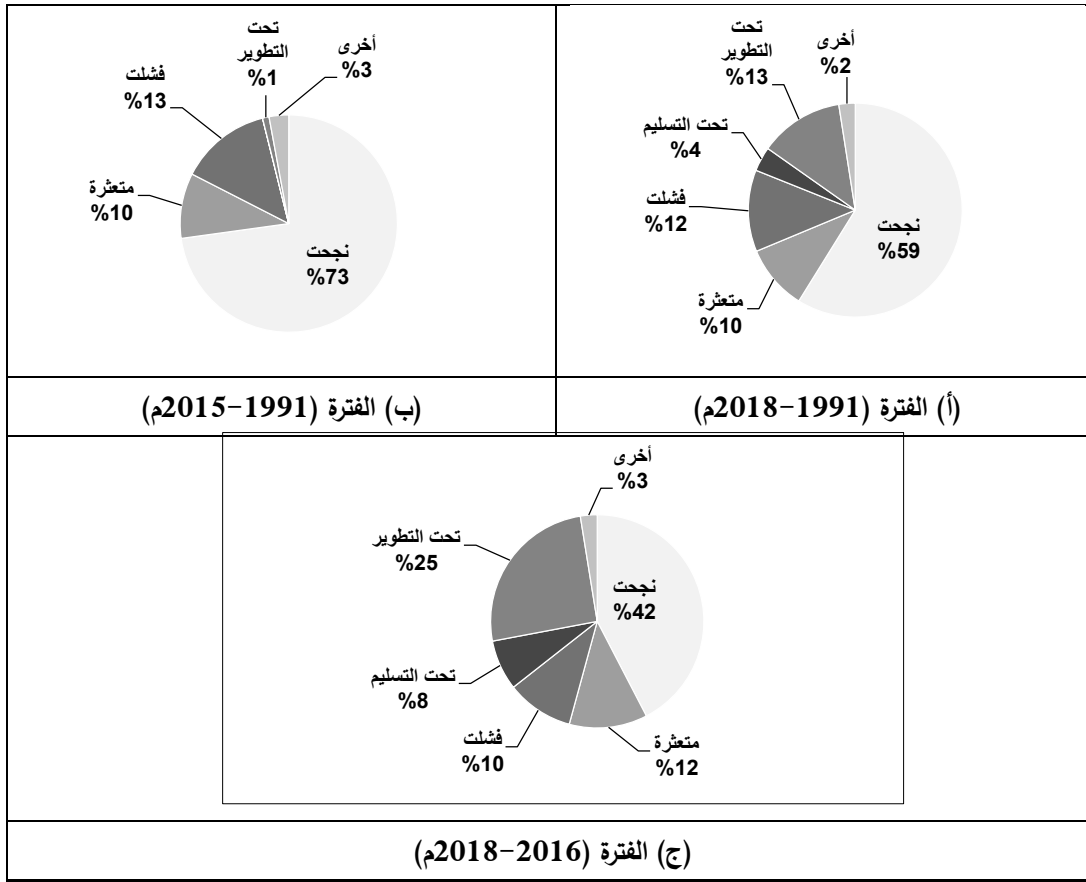 أخرى
%2
تحت
التطوير
%13
تحت التسليم
%4
فشلت
%12
متعثرة
%10
نجحت
%59
(أ) الفترة (1991-2018م)
أخرى
%3
تحت
التطوير
%1
فشلت
%13
متعثرة
%10
نجحت
%73
(ب) الفترة (1991-2015م)
أخرى
%3
تحت التطوير
%25
نجحت
%42
تحت التسليم
%8
فشلت
%10
متعثرة
%12
(ج) الفترة (2016-2018م)